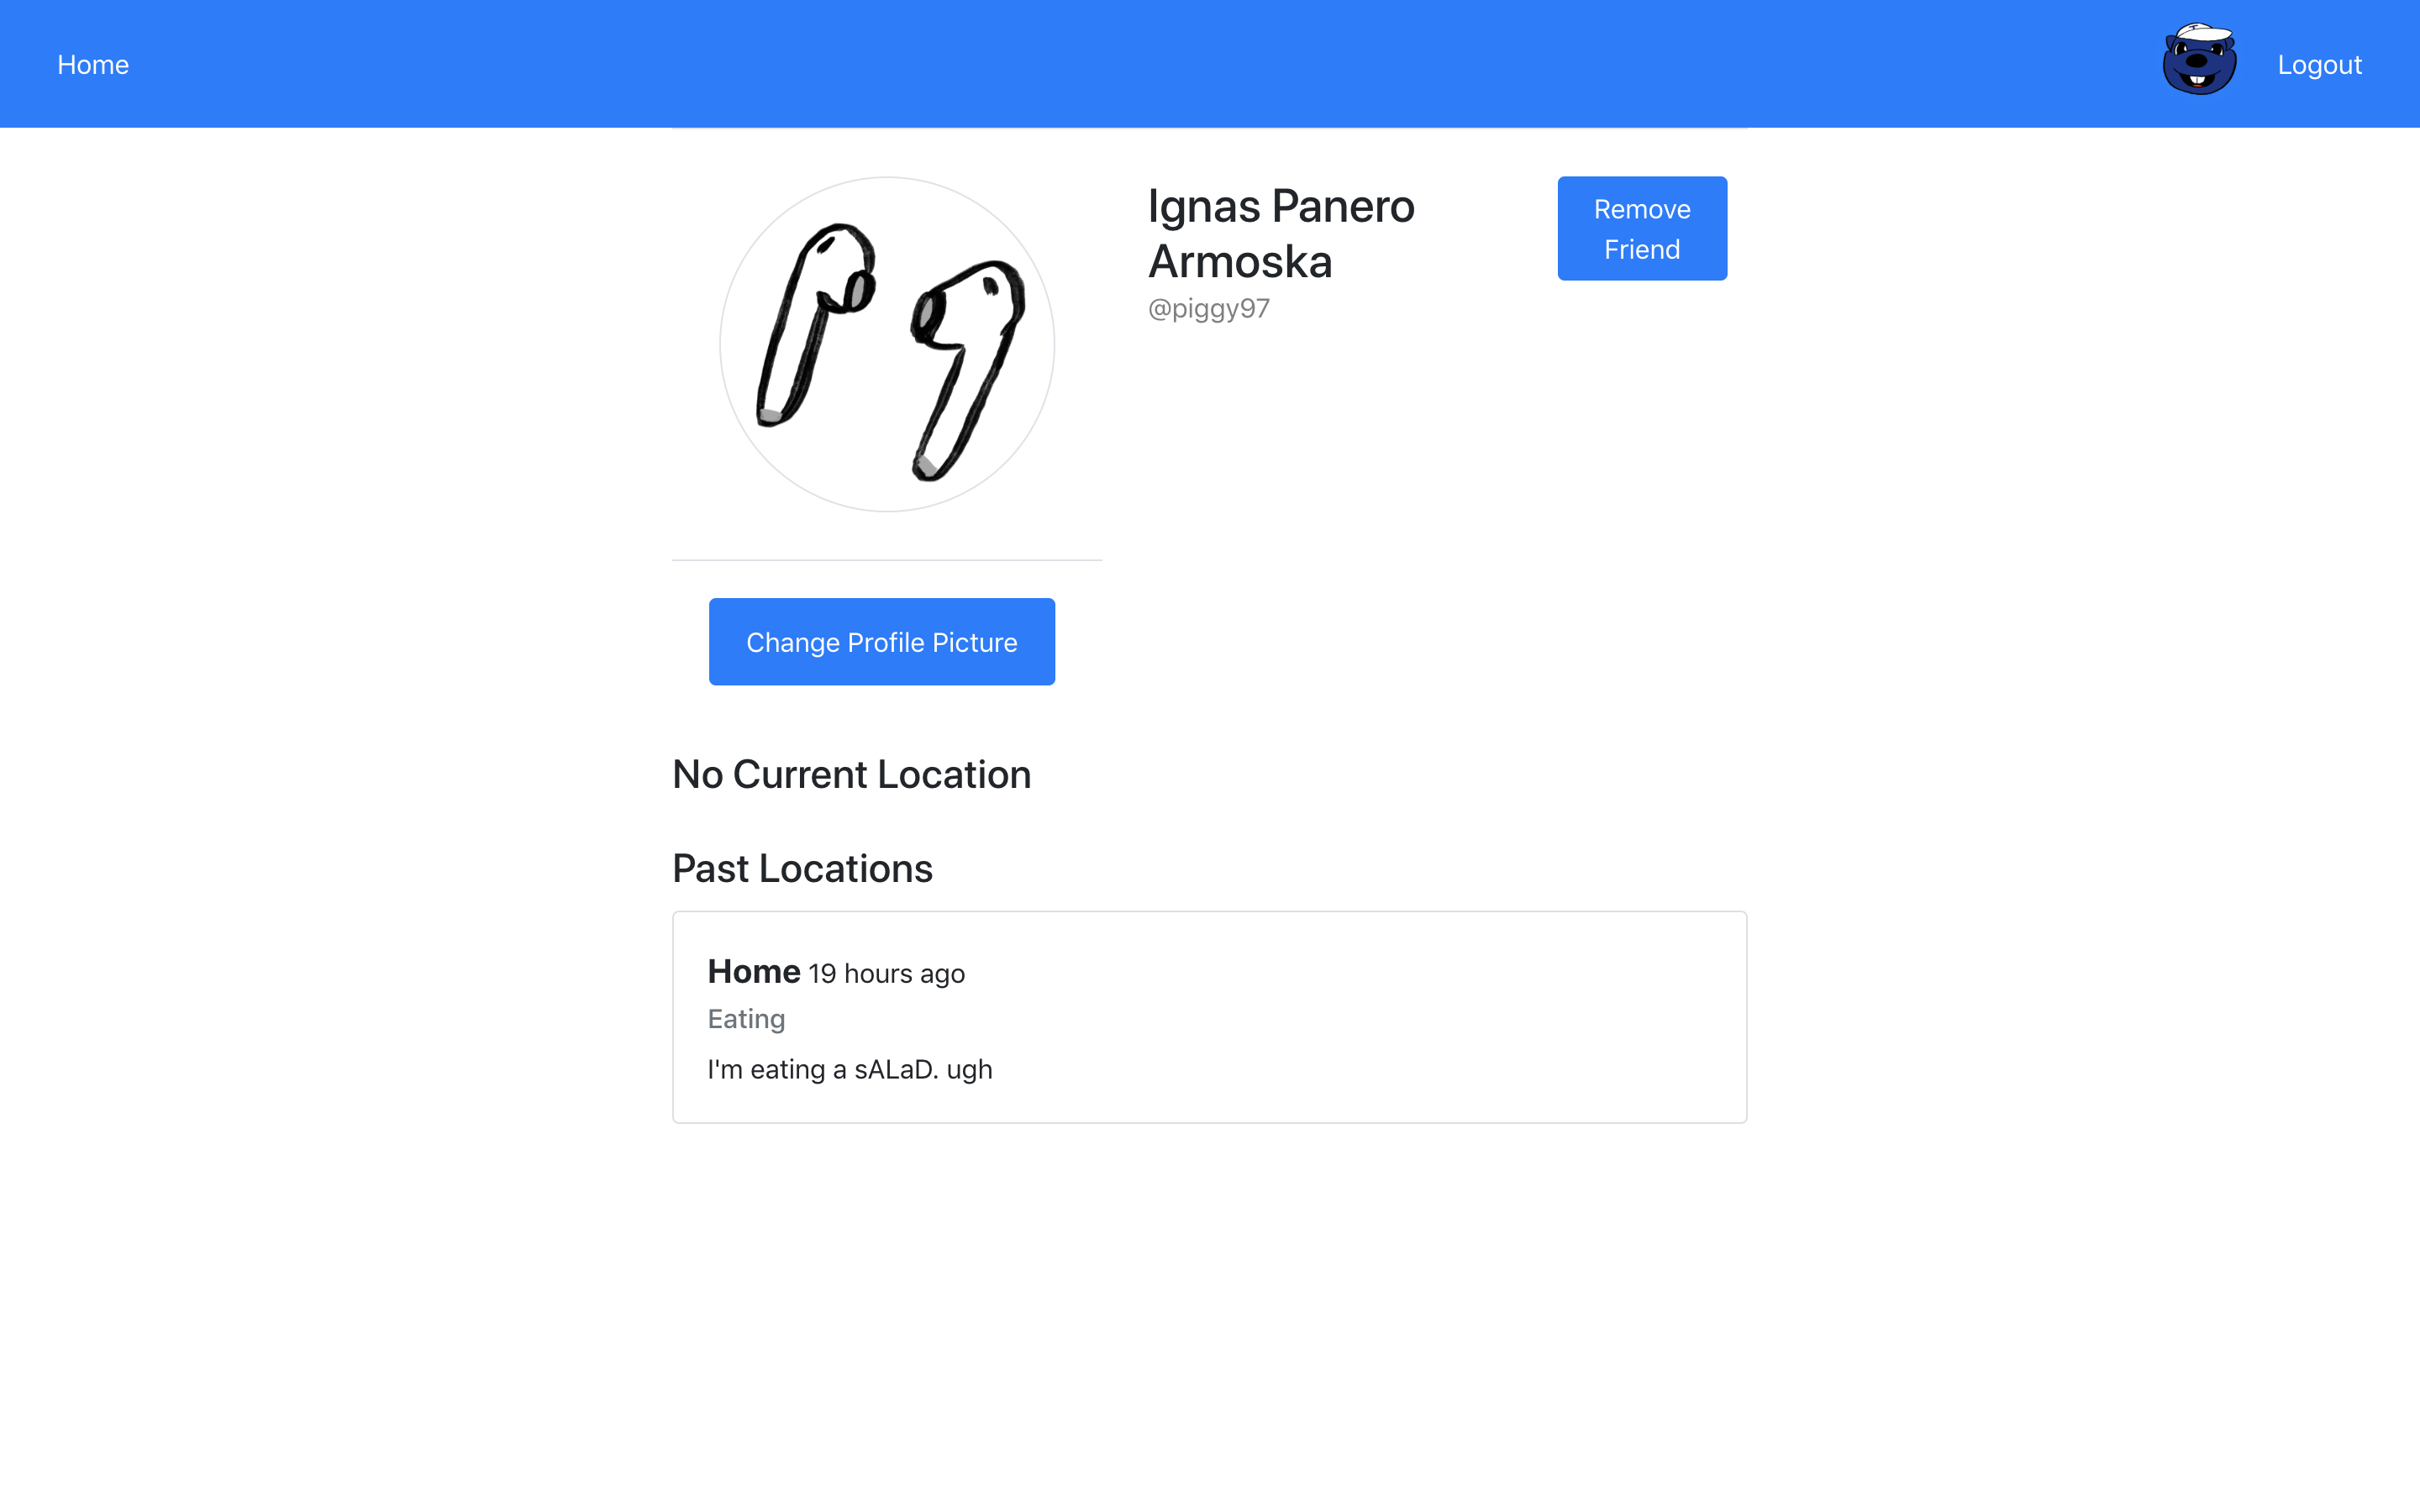 Home
Logout
Ignas Panero
Armoska
@piggy97
Remove
Friend
Change Profile Picture
No Current Location
Past Locations
Home 19 hours ago
Eating
I'm eating a sALaD. ugh